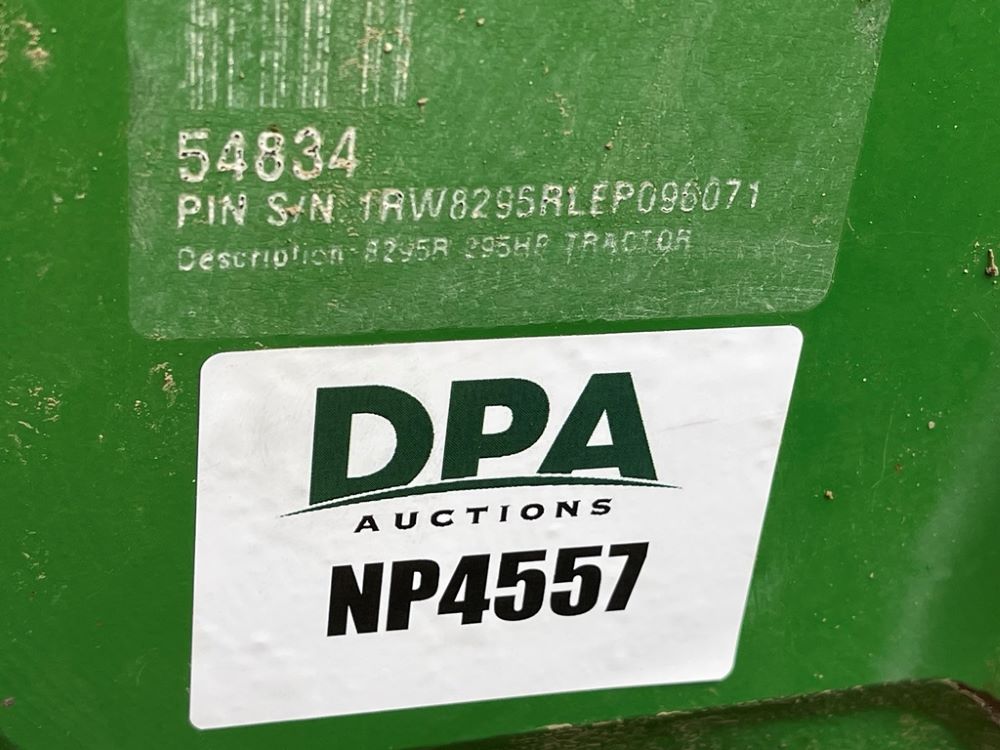 54834
PIN S/N 1RW8295RLEP096071
Description: 8295R 295HP TRACTOR
DPA
AUCTIONS
NP4557